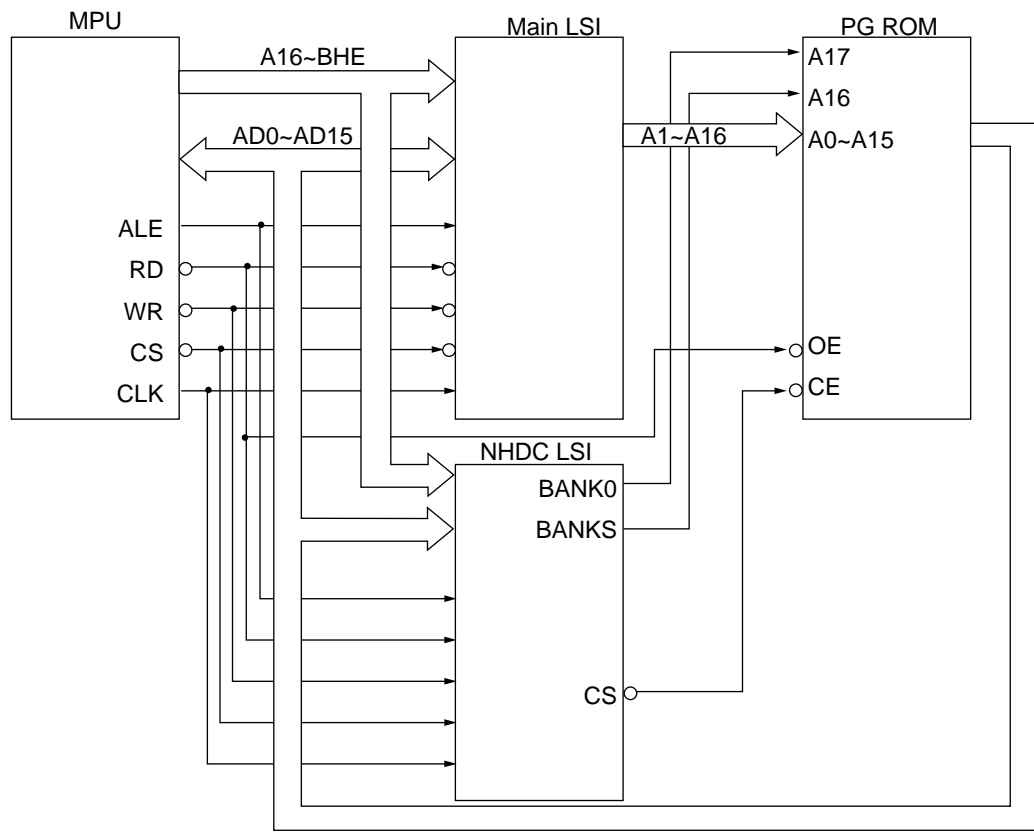 MPU
Main LSI
PG ROM
A16~BHE
A17
A16
AD0~AD15
A1~A16
A0~A15
ALE
RD
WR
CS
CLK
OE
CE
NHDC LSI
BANK0
BANKS
CS